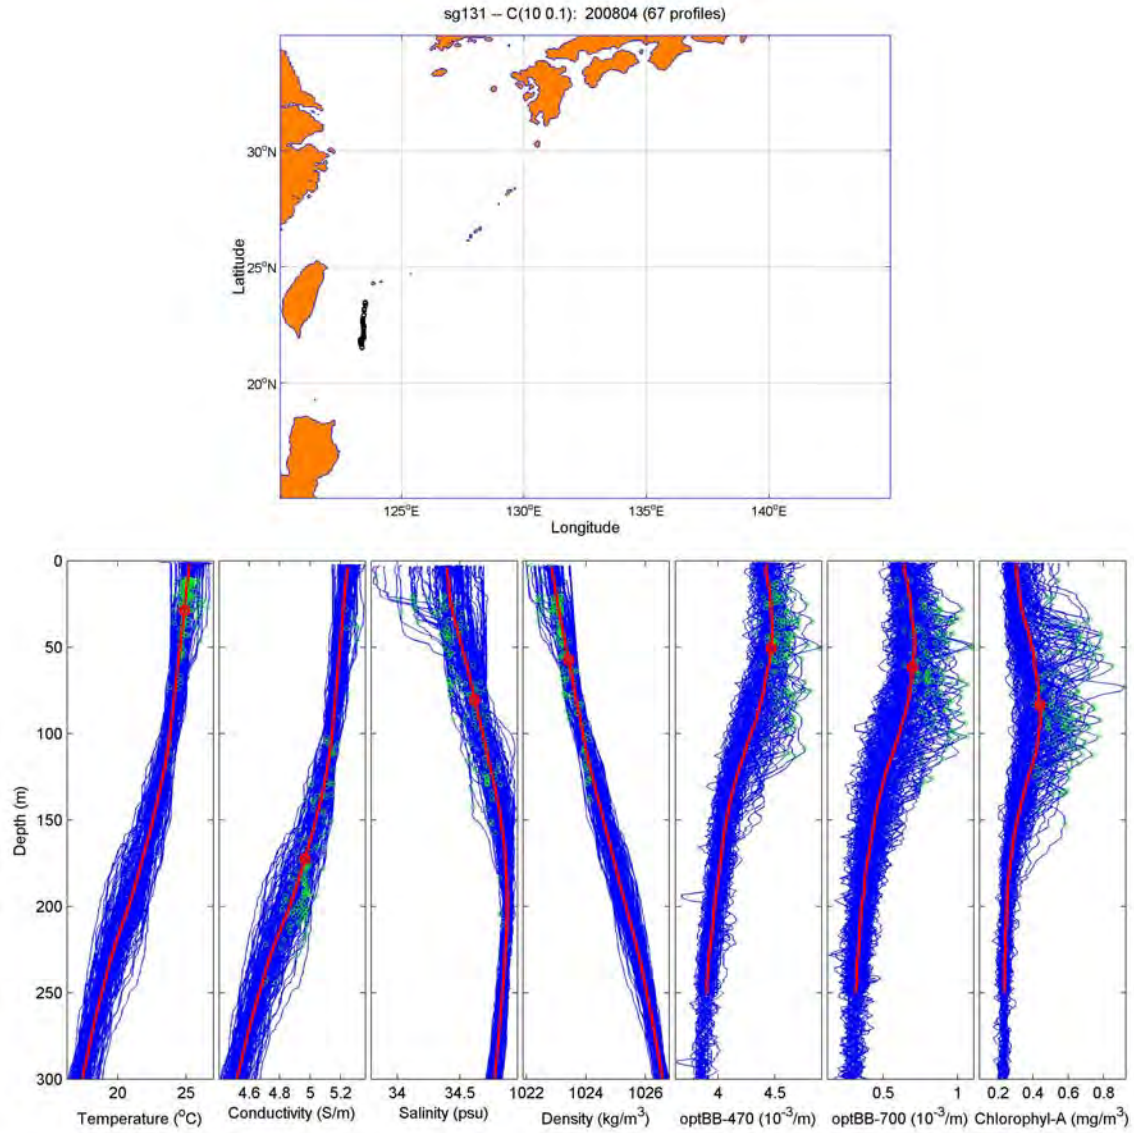 sg131 -- C(10 0.1): 200804 (67 profiles)
30°N
25°N
20°N
Latitude
125°E 130°E 135°E 140°E
Longitude
0
50
100
150
200
250
300
Depth (m)
20 25 4.6 4.8 5 5.2 34 34.5 1022 1024 1026 4 4.5 0.5 1 0.2 0.4 0.6 0.8
Temperature (°C) Conductivity (S/m) Salinity (psu) Density (kg/m³) optBB-470 (10⁻³/m) optBB-700 (10⁻³/m) Chlorophyl-A (mg/m³)